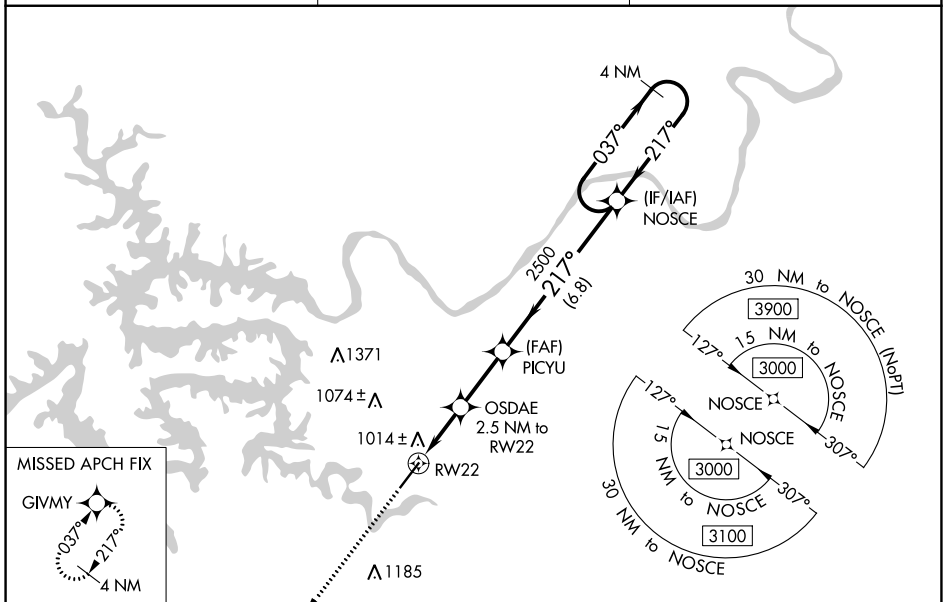 4 NM
037°
217°
(IF/IAF)
NOSCE
2500
217°
(6.8)
30 NM to NOSCE (NoPT)
3900
127°
15 NM to NOSCE
3000
NOSCE
307°
(FAF)
PICYU
1371
1074 ±
OSDAE
2.5 NM to
RW22
1014 ±
RW22
127°
NOSCE
15 NM to NOSCE
3000
307°
30 NM to NOSCE
3100
MISSED APCH FIX
GIVMY
037°
217°
4 NM
1185